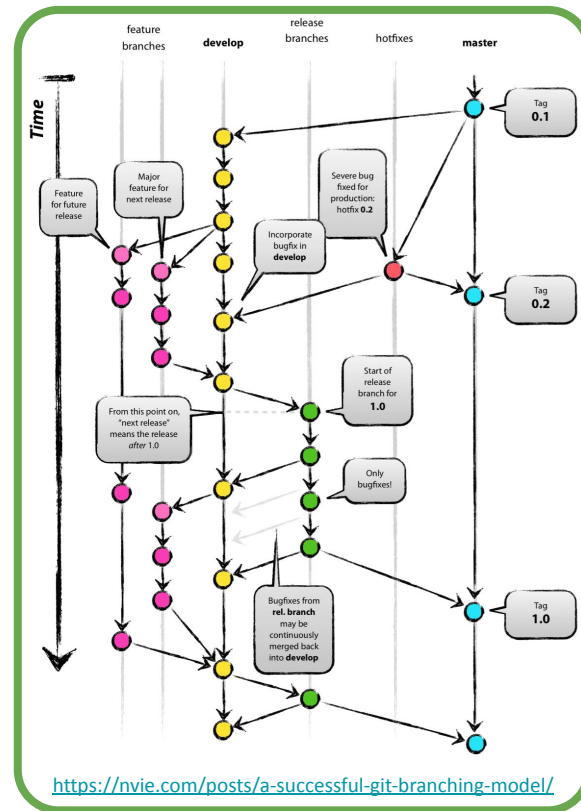 feature
branches
develop
release
branches
hotfixes
master
Time
Tag
0.1
Feature
for future
release
Major
feature for
next release
Severe bug
fixed for
production:
hotfix 0.2
Incorporate
bugfix in
develop
Tag
0.2
Start of
release
branch for
1.0
From this point on,
"next release"
means the release
after 1.0
Only
bugfixes!
Bugfixes from
rel. branch
may be
continuously
merged back
into develop
Tag
1.0
https://nvie.com/posts/a-successful-git-branching-model/